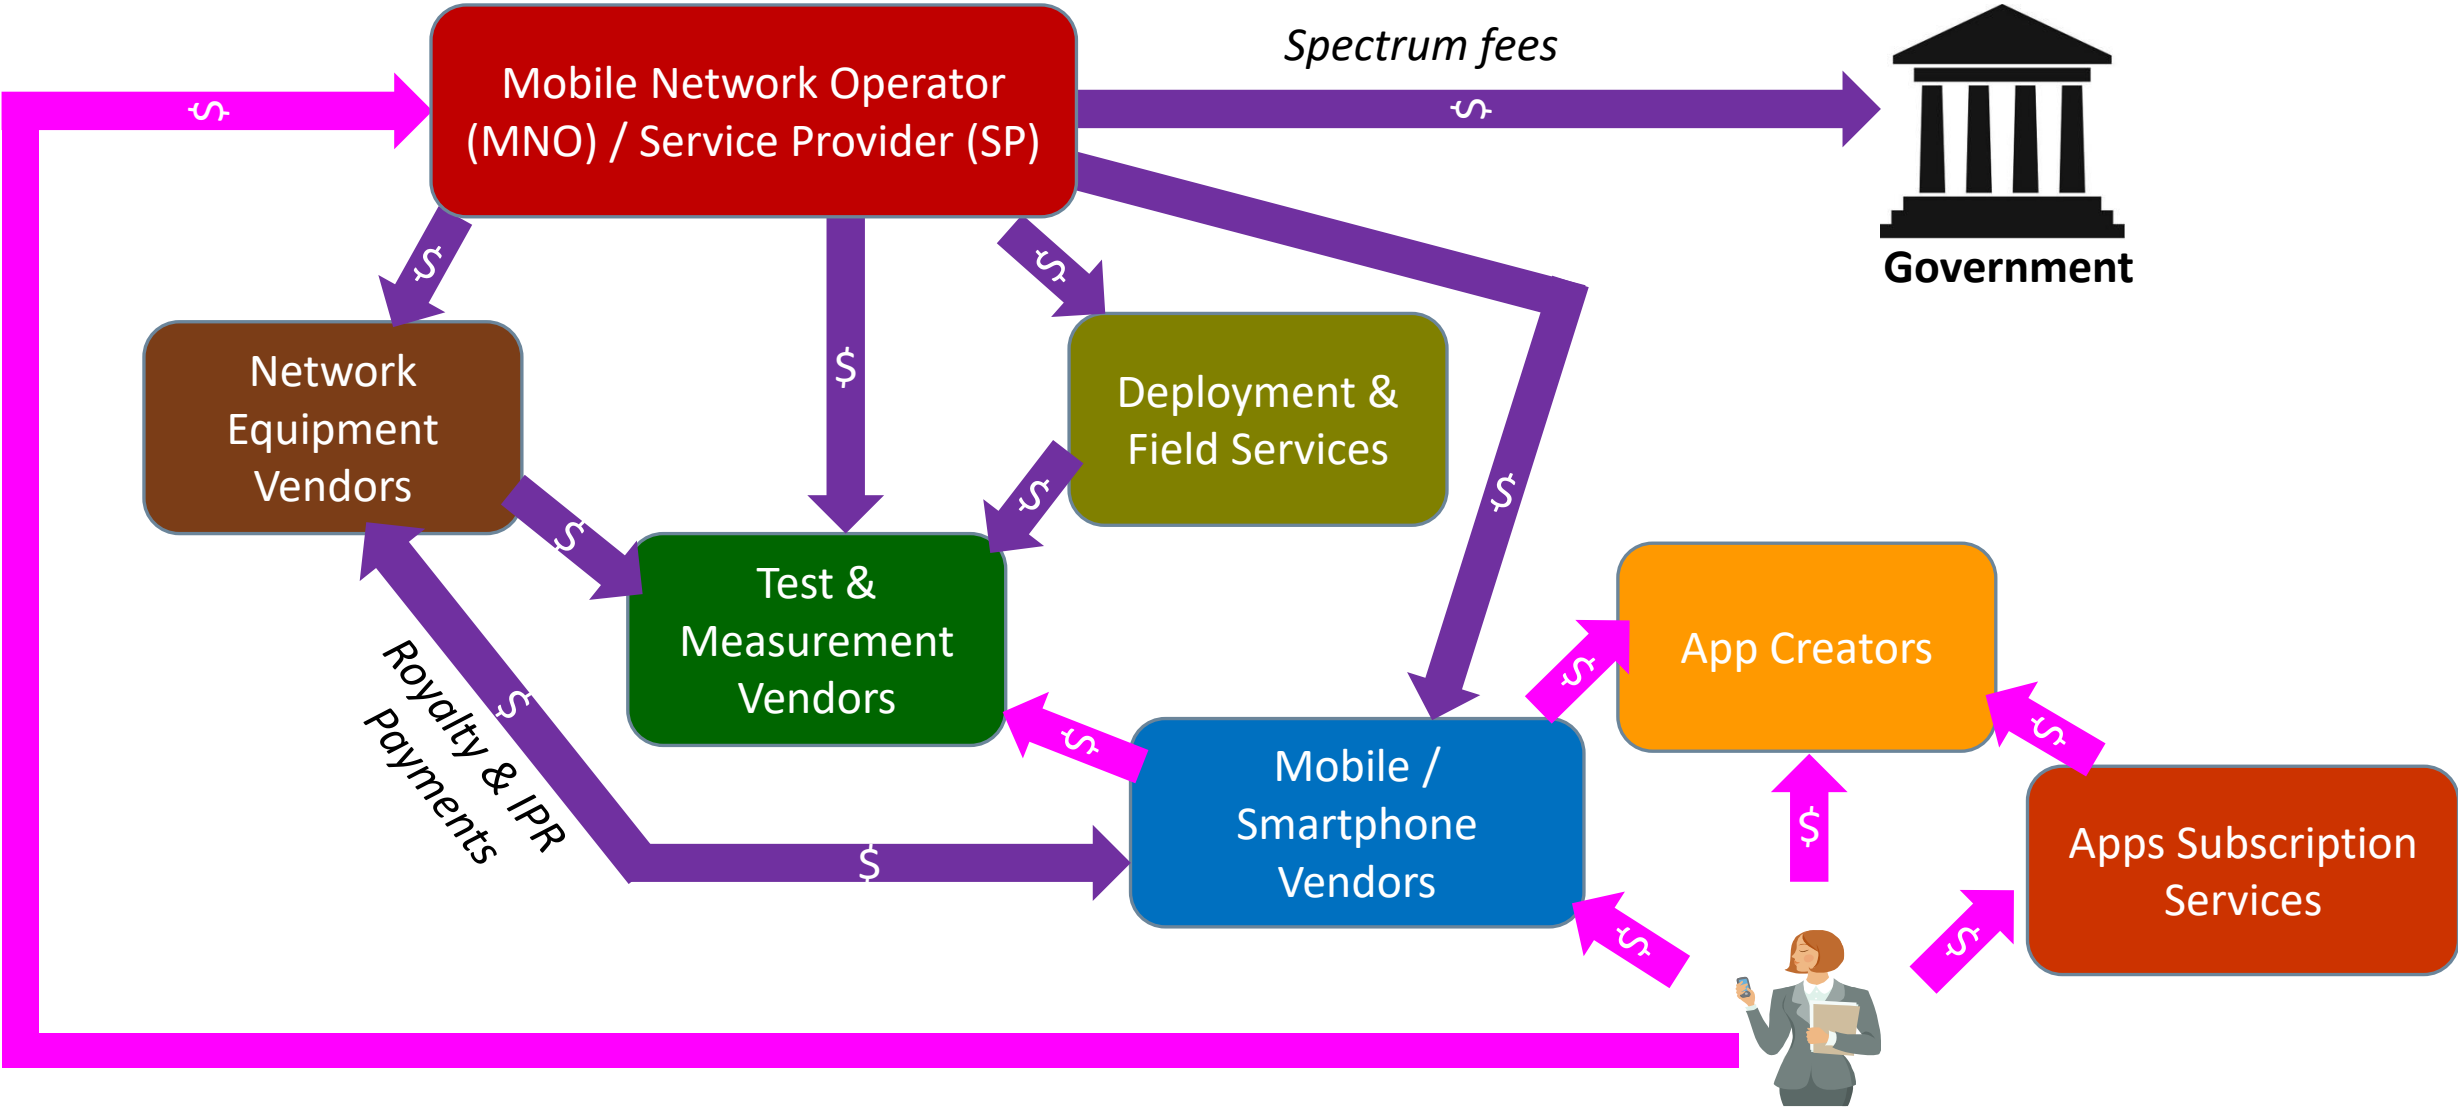 Mobile Network Operator
(MNO) / Service Provider (SP)
Spectrum fees
$
$
Government
$
$
$
$
$
Network
Equipment
Vendors
Deployment &
Field Services
$
$
Test &
Measurement
Vendors
Royalty & IPR
Payments
$
$
$
Mobile /
Smartphone
Vendors
$
App Creators
$
$
Apps Subscription
Services
$
$